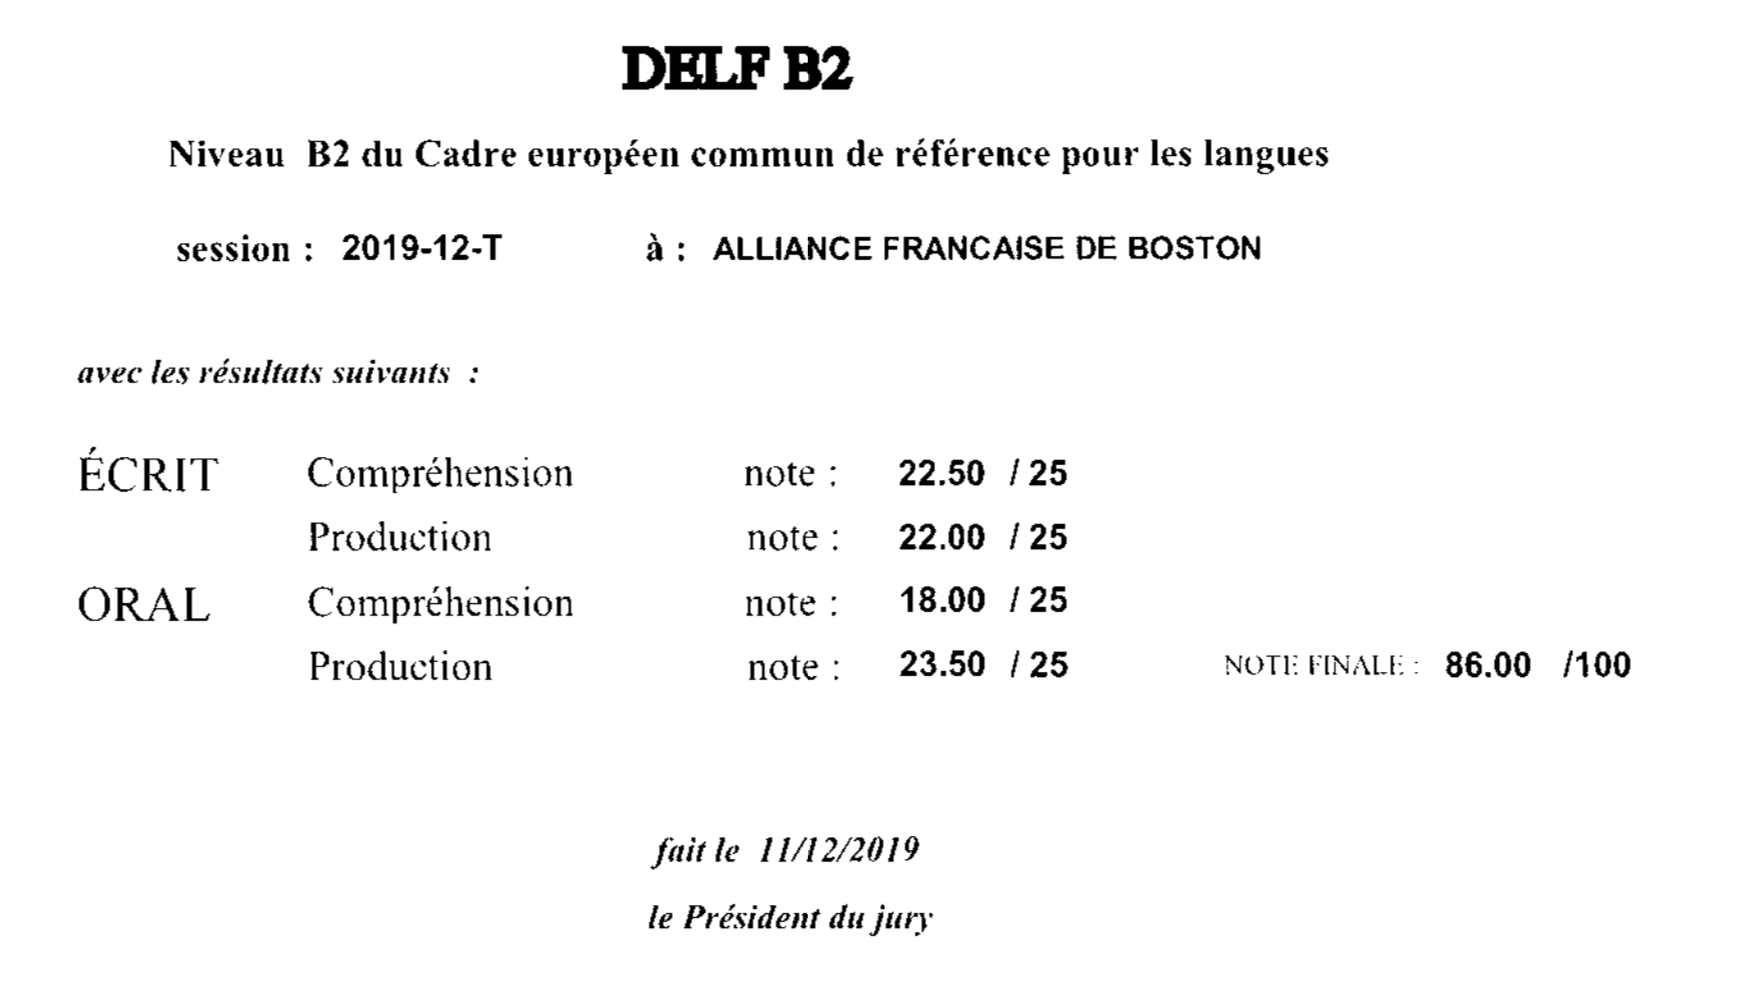 DELF B2
Niveau B2 du Cadre européen commun de référence pour les langues
session : 2019-12-T à : ALLIANCE FRANCAISE DE BOSTON
avec les résultats suivants :
ÉCRIT Compréhension note : 22.50 / 25
Production note : 22.00 / 25
ORAL Compréhension note : 18.00 / 25
Production note : 23.50 / 25 NOTE FINALE : 86.00 /100
fait le 11/12/2019
le Président du jury